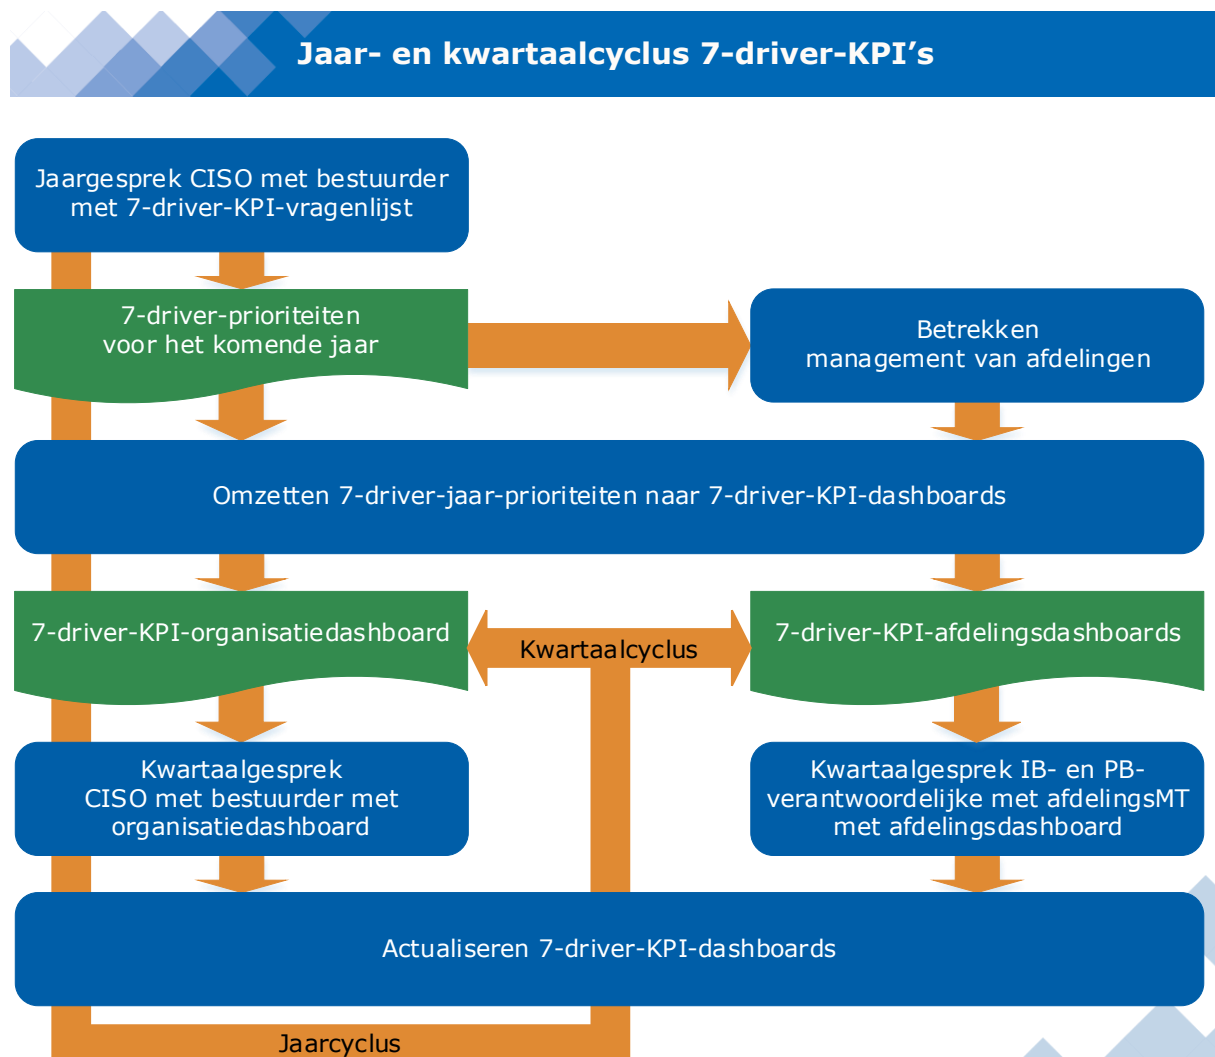 Jaar- en kwartaalcyclus 7-driver-KPI’s
Jaargesprek CISO met bestuurder
met 7-driver-KPI-vragenlijst
7-driver-prioriteiten
voor het komende jaar
Betrekken
management van afdelingen
Omzetten 7-driver-jaar-prioriteiten naar 7-driver-KPI-dashboards
7-driver-KPI-organisatiedashboard
Kwartaalcyclus
7-driver-KPI-afdelingsdashboards
Kwartaalgesprek
CISO met bestuurder met
organisatiedashboard
Kwartaalgesprek IB- en PB-
verantwoordelijke met afdelingsMT
met afdelingsdashboard
Actualiseren 7-driver-KPI-dashboards
Jaarcyclus